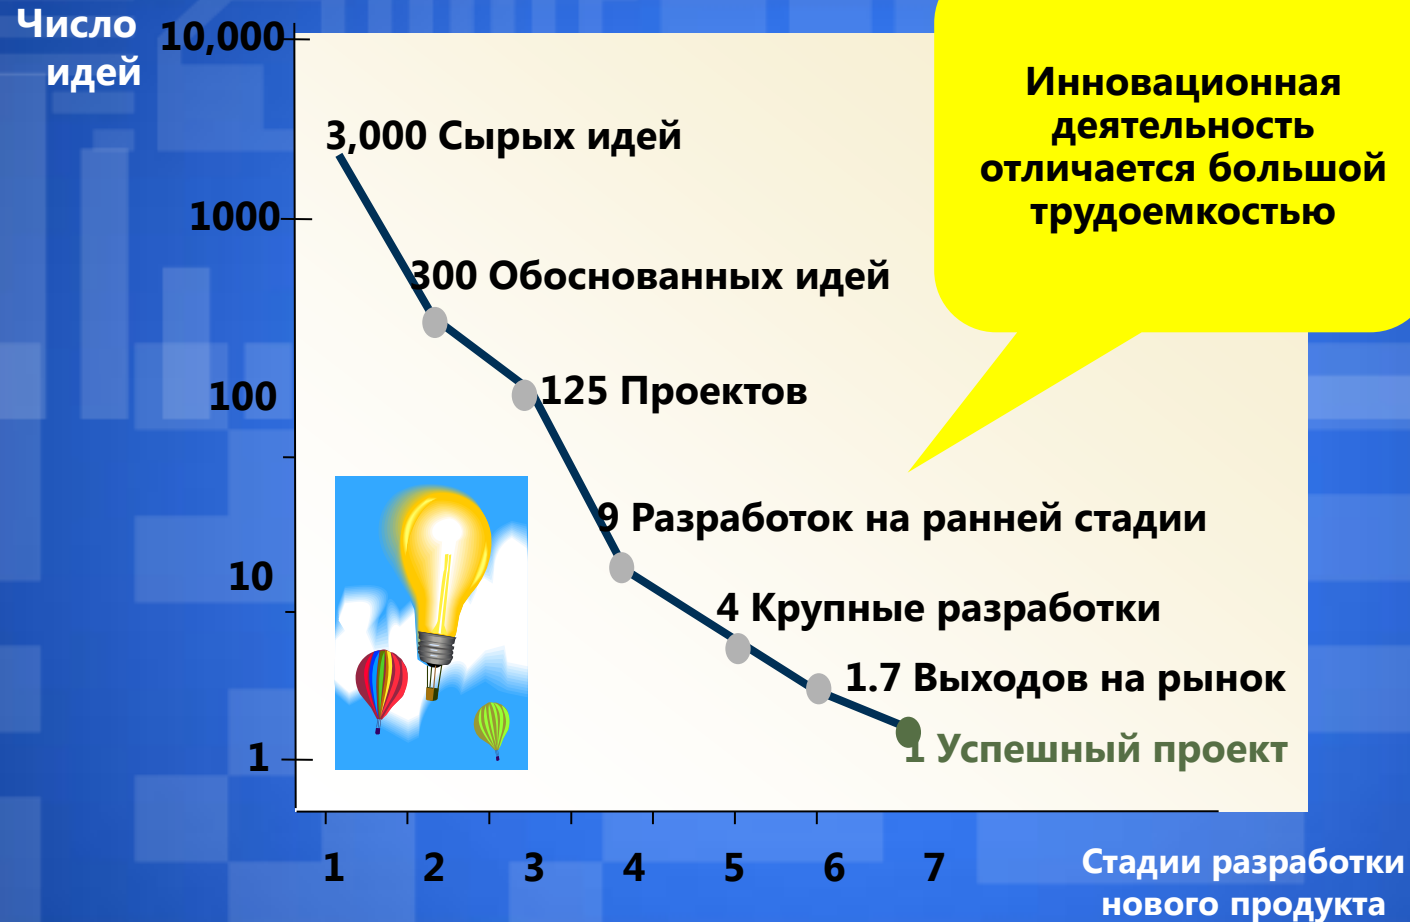 Число
идей
10,000
3,000 Сырых идей
1000
300 Обоснованных идей
100
125 Проектов
9 Разработок на ранней стадии
10
4 Крупные разработки
1.7 Выходов на рынок
1 Успешный проект
1
Инновационная
деятельность
отличается большой
трудоемкостью
1 2 3 4 5 6 7
Стадии разработки
нового продукта